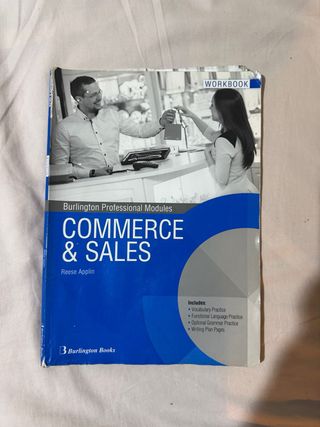 WORKBOOK
Burlington Professional Modules
COMMERCE
& SALES
Reese Applin
Includes:
• Vocabulary Practice
• Functional Language Practice
• Optional Grammar Practice
• Writing Plan Pages
B Burlington Books